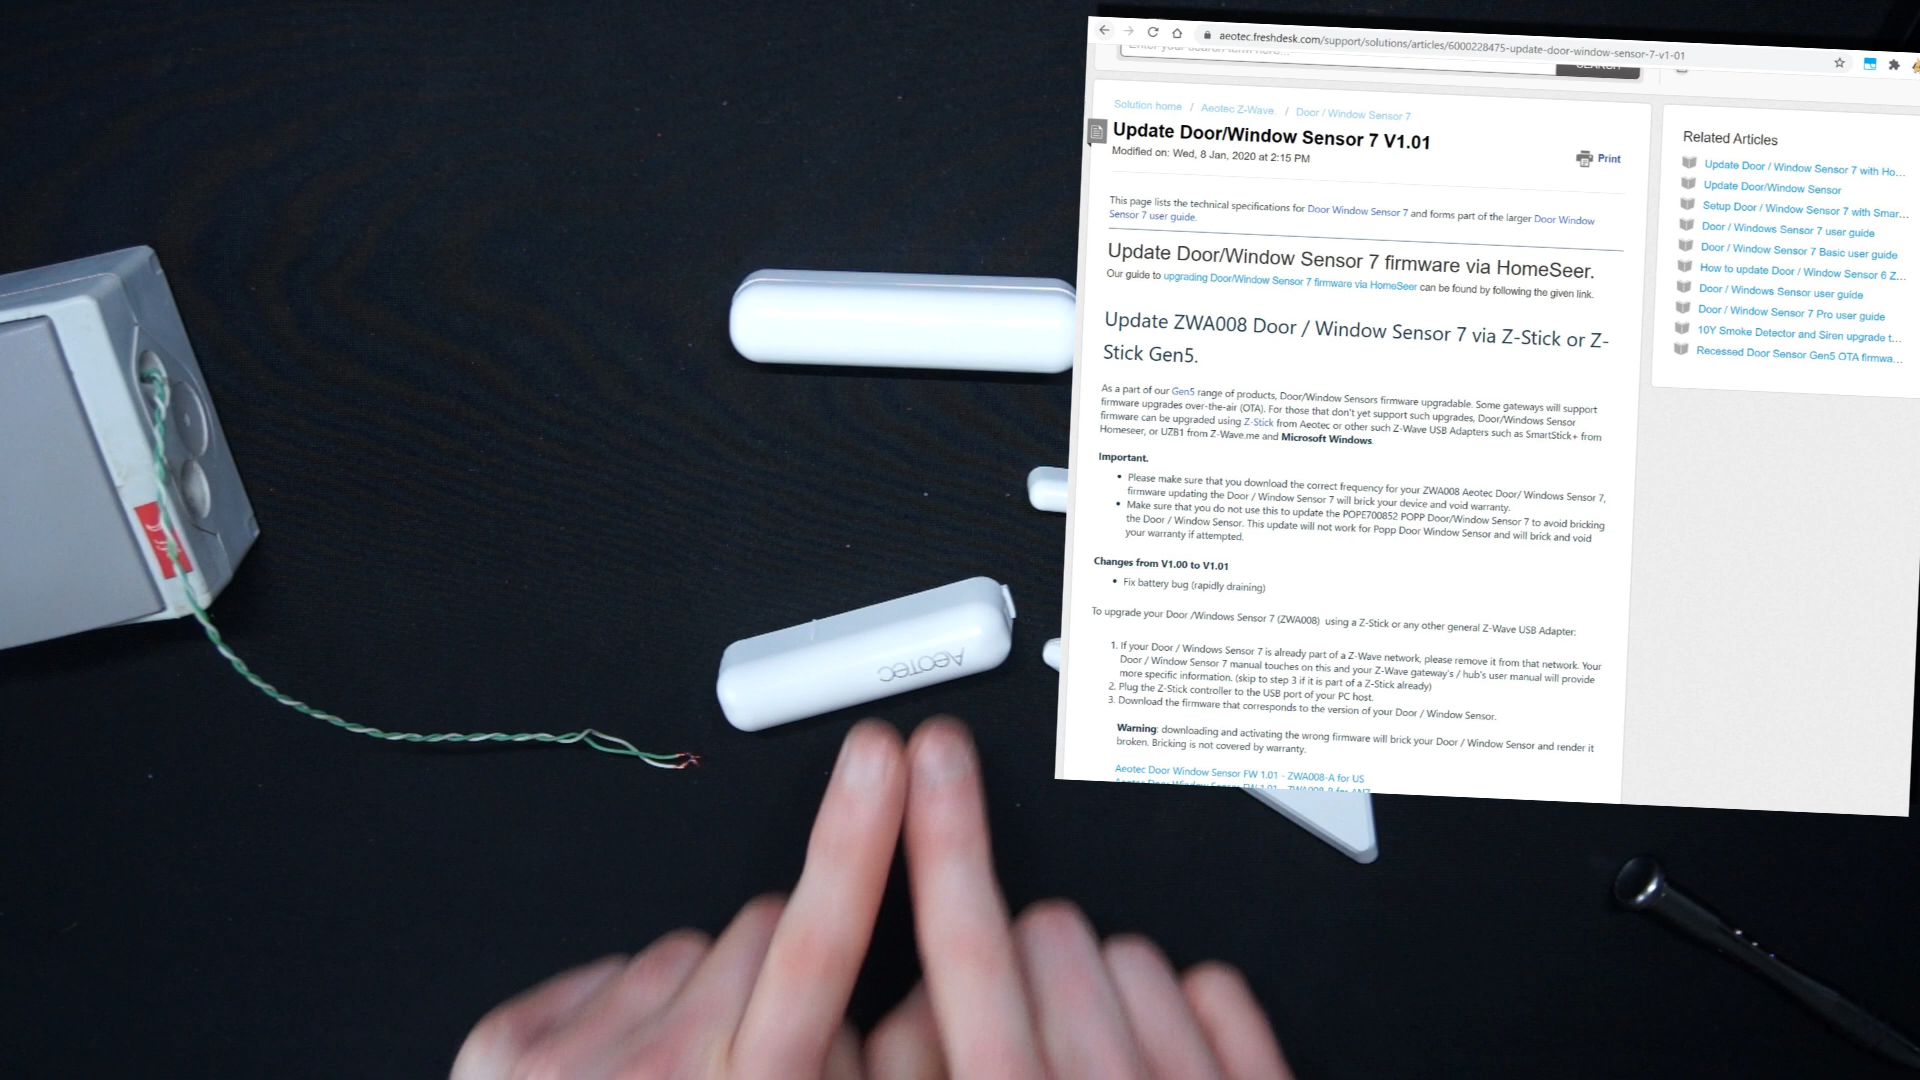 aeotec.freshdesk.com/support/solutions/articles/6000228475-update-door-window-sensor-7-v1-01
Enter your search term here...
SEARCH
Solution home / Aeotec Z-Wave / Door / Window Sensor 7
Update Door/Window Sensor 7 V1.01
Modified on: Wed, 8 Jan, 2020 at 2:15 PM
Print
This page lists the technical specifications for Door Window Sensor 7 and forms part of the larger Door Window
Sensor 7 user guide.
Update Door/Window Sensor 7 firmware via HomeSeer.
Our guide to upgrading Door/Window Sensor 7 firmware via HomeSeer can be found by following the given link.
Update ZWA008 Door / Window Sensor 7 via Z-Stick or Z-
Stick Gen5.
As a part of our Gen5 range of products, Door/Window Sensors firmware upgradable. Some gateways will support
firmware upgrades over-the-air (OTA). For those that don't yet support such upgrades, Door/Windows Sensor
firmware can be upgraded using Z-Stick from Aeotec or other such Z-Wave USB Adapters such as SmartStick+ from
Homeseer, or UZB1 from Z-Wave.me and Microsoft Windows.
Important.
• Please make sure that you download the correct frequency for your ZWA008 Aeotec Door/ Windows Sensor 7,
firmware updating the Door / Window Sensor 7 will brick your device and void warranty.
• Make sure that you do not use this to update the POPE700852 POPP Door/Window Sensor 7 to avoid bricking
the Door / Window Sensor. This update will not work for Popp Door Window Sensor and will brick and void
your warranty if attempted.
Changes from V1.00 to V1.01
• Fix battery bug (rapidly draining)
To upgrade your Door /Windows Sensor 7 (ZWA008) using a Z-Stick or any other general Z-Wave USB Adapter:
1. If your Door / Windows Sensor 7 is already part of a Z-Wave network, please remove it from that network. Your
Door / Window Sensor 7 manual touches on this and your Z-Wave gateway's / hub's user manual will provide
more specific information. (skip to step 3 if it is part of a Z-Stick already)
2. Plug the Z-Stick controller to the USB port of your PC host.
3. Download the firmware that corresponds to the version of your Door / Window Sensor.
Warning: downloading and activating the wrong firmware will brick your Door / Window Sensor and render it
broken. Bricking is not covered by warranty.
Aeotec Door Window Sensor FW 1.01 - ZWA008-A for US
Aeotec Door Window Sensor FW 1.01 - ZWA008-B for ANZ
Related Articles
Update Door / Window Sensor 7 with Ho...
Update Door/Window Sensor
Setup Door / Window Sensor 7 with Smar...
Door / Windows Sensor 7 user guide
Door / Window Sensor 7 Basic user guide
How to update Door / Window Sensor 6 Z...
Door / Windows Sensor user guide
Door / Window Sensor 7 Pro user guide
10Y Smoke Detector and Siren upgrade t...
Recessed Door Sensor Gen5 OTA firmwa...
AEOTEC